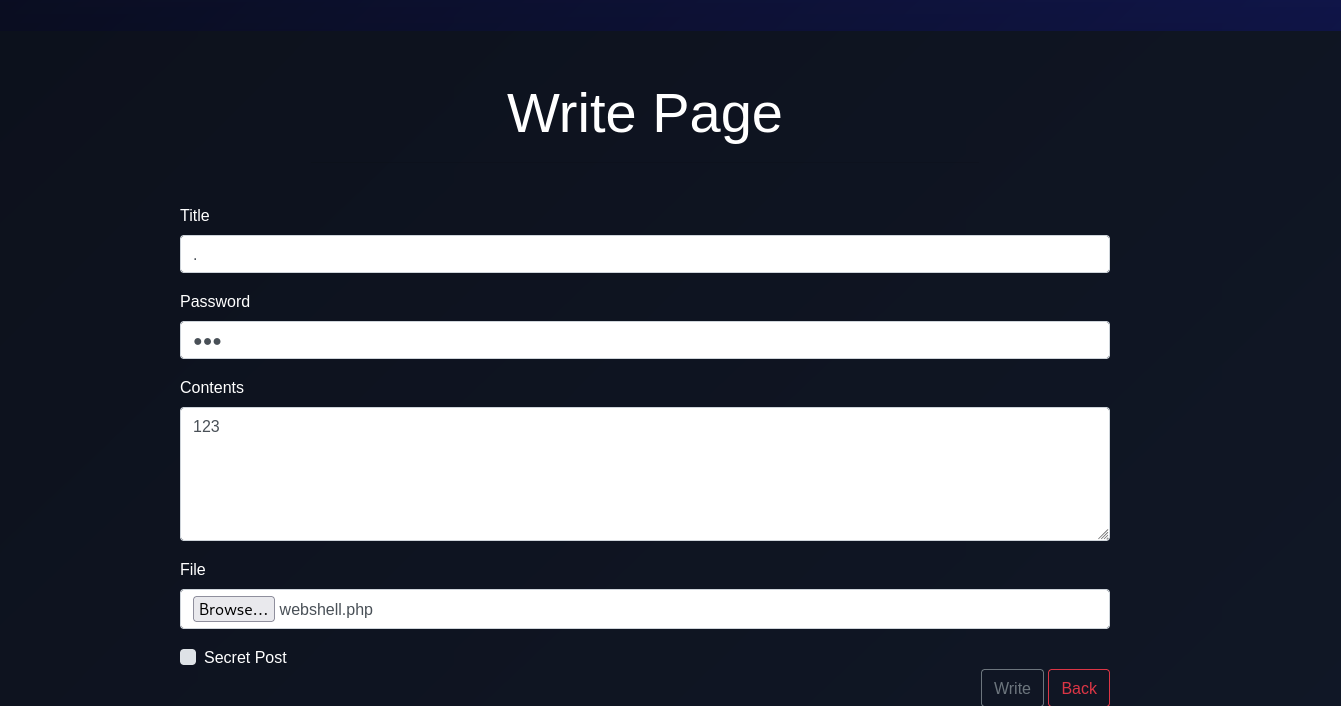 Write Page
Title
.
Password
●●●
Contents
123
File
Browse... webshell.php
Secret Post
Write Back